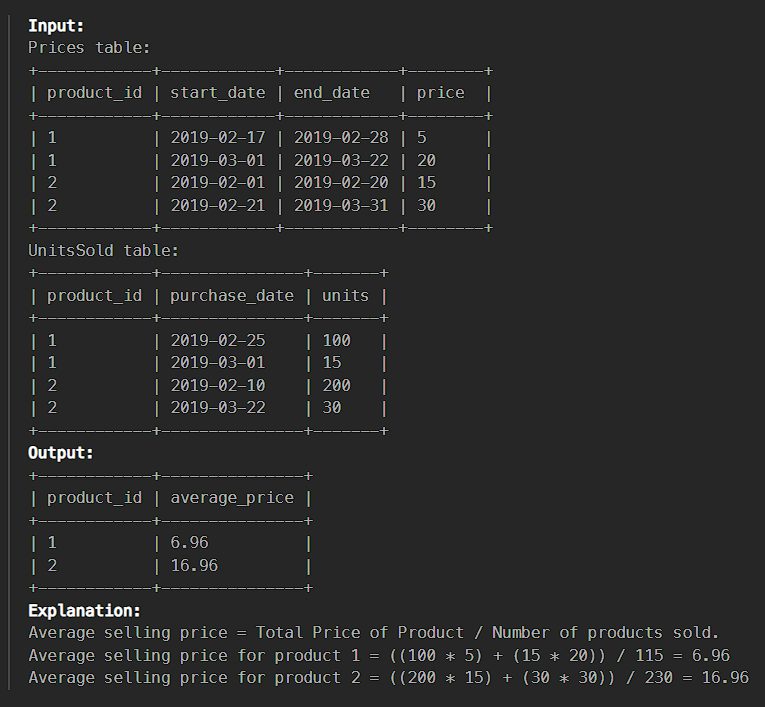 Input:
Prices table:
+------------+------------+------------+--------+
| product_id | start_date | end_date   | price  |
+------------+------------+------------+--------+
| 1          | 2019-02-17 | 2019-02-28 | 5      |
| 1          | 2019-03-01 | 2019-03-22 | 20     |
| 2          | 2019-02-01 | 2019-02-20 | 15     |
| 2          | 2019-02-21 | 2019-03-31 | 30     |
+------------+------------+------------+--------+
UnitsSold table:
+------------+---------------+-------+
| product_id | purchase_date | units |
+------------+---------------+-------+
| 1          | 2019-02-25    | 100   |
| 1          | 2019-03-01    | 15    |
| 2          | 2019-02-10    | 200   |
| 2          | 2019-03-22    | 30    |
+------------+---------------+-------+
Output:
+------------+---------------+
| product_id | average_price |
+------------+---------------+
| 1          | 6.96          |
| 2          | 16.96         |
+------------+---------------+
Explanation:
Average selling price = Total Price of Product / Number of products sold.
Average selling price for product 1 = ((100 * 5) + (15 * 20)) / 115 = 6.96
Average selling price for product 2 = ((200 * 15) + (30 * 30)) / 230 = 16.96